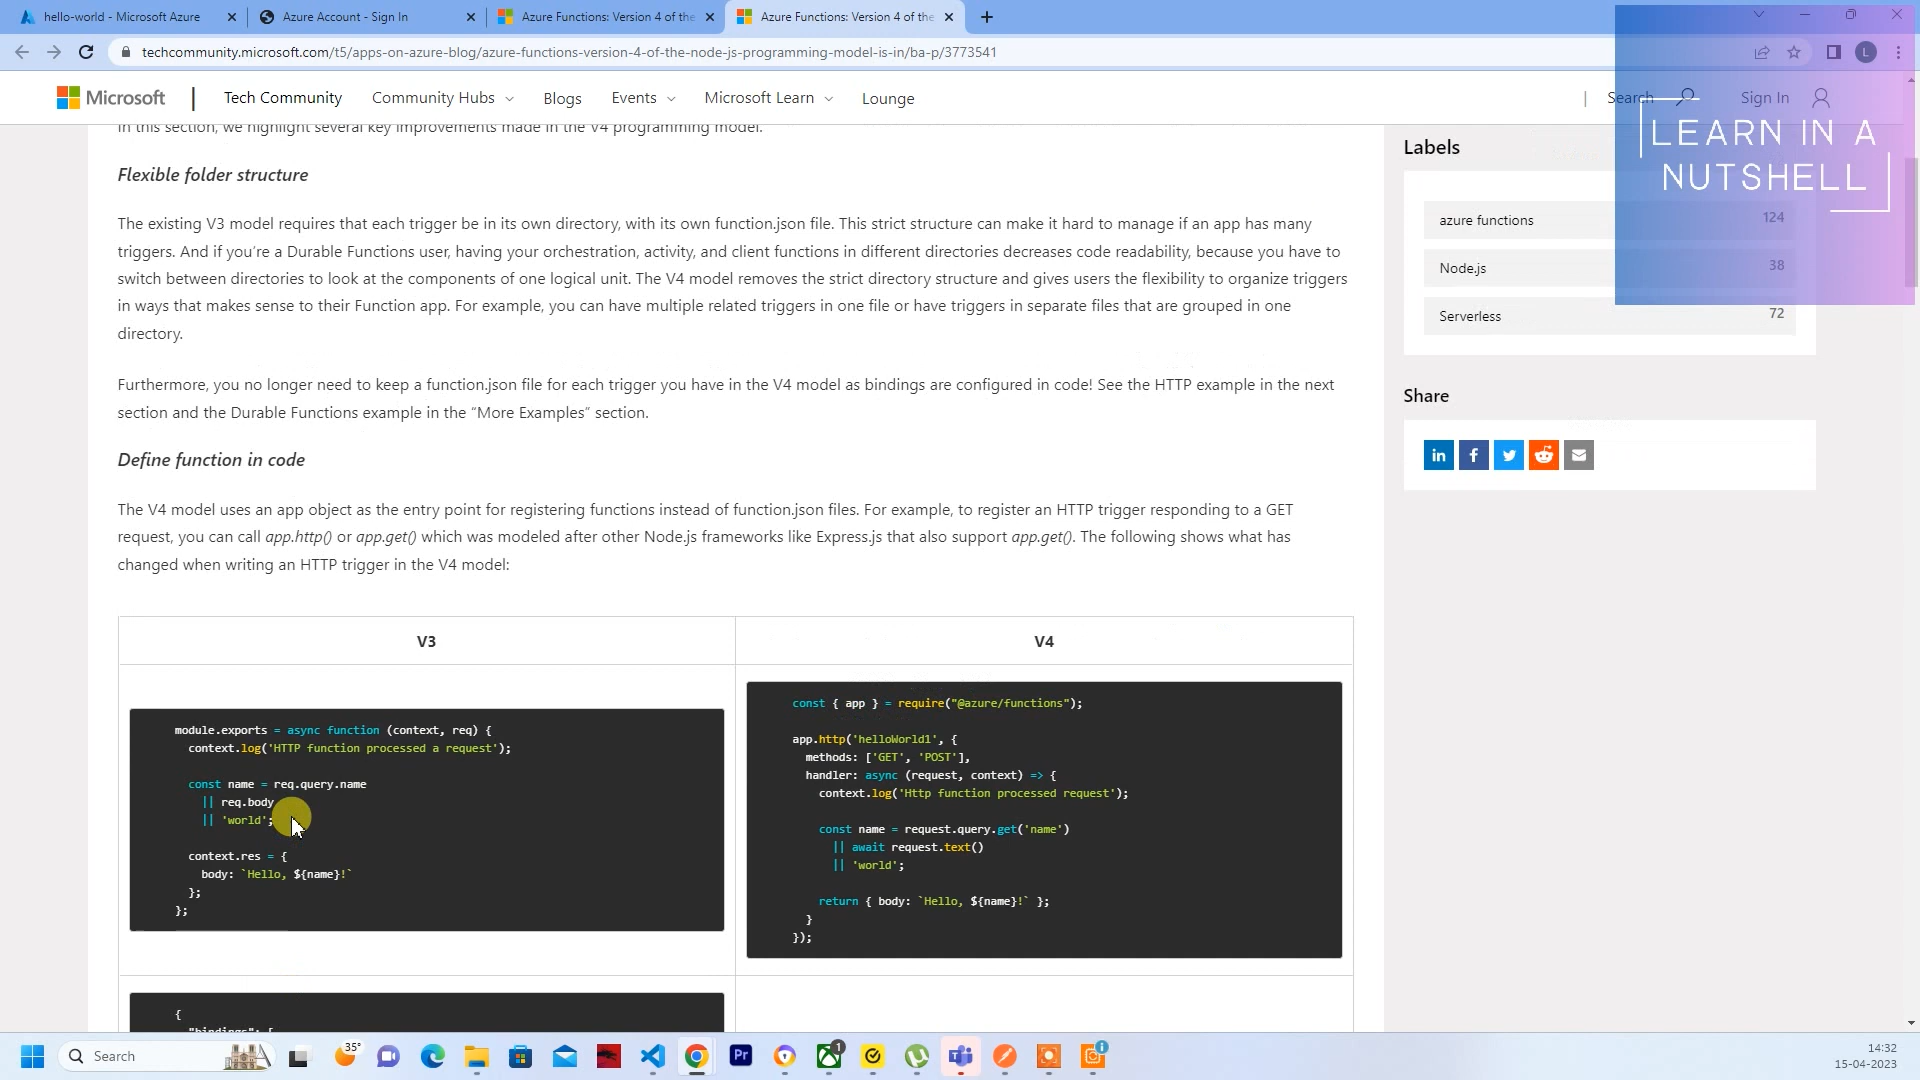 hello-world - Microsoft Azure
Azure Account - Sign In
Azure Functions: Version 4 of the
Azure Functions: Version 4 of the
techcommunity.microsoft.com/t5/apps-on-azure-blog/azure-functions-version-4-of-the-node-js-programming-model-is-in/ba-p/3773541
L
Microsoft
Tech Community
Community Hubs
Blogs
Events
Microsoft Learn
Lounge
Search
Sign In
LEARN IN A
NUTSHELL
In this section, we highlight several key improvements made in the V4 programming model.
Flexible folder structure
The existing V3 model requires that each trigger be in its own directory, with its own function.json file. This strict structure can make it hard to manage if an app has many
triggers. And if you're a Durable Functions user, having your orchestration, activity, and client functions in different directories decreases code readability, because you have to
switch between directories to look at the components of one logical unit. The V4 model removes the strict directory structure and gives users the flexibility to organize triggers
in ways that makes sense to their Function app. For example, you can have multiple related triggers in one file or have triggers in separate files that are grouped in one
directory.
Furthermore, you no longer need to keep a function.json file for each trigger you have in the V4 model as bindings are configured in code! See the HTTP example in the next
section and the Durable Functions example in the “More Examples” section.
Define function in code
The V4 model uses an app object as the entry point for registering functions instead of function.json files. For example, to register an HTTP trigger responding to a GET
request, you can call app.http() or app.get() which was modeled after other Node.js frameworks like Express.js that also support app.get(). The following shows what has
changed when writing an HTTP trigger in the V4 model:
V3
module.exports = async function (context, req) {
context.log('HTTP function processed a request');
const name = req.query.name
|| req.body
|| 'world';
context.res = {
body: `Hello, ${name}!`
};
};
{
"bindings": [
V4
const { app } = require("@azure/functions");
app.http('helloWorld1', {
methods: ['GET', 'POST'],
handler: async (request, context) => {
context.log('Http function processed request');
const name = request.query.get('name')
|| await request.text()
|| 'world';
return { body: `Hello, ${name}!` };
}
});
Labels
azure functions 124
Node.js 38
Serverless 72
Share
in
f
Search
35°
Pr
1
14:32
15-04-2023